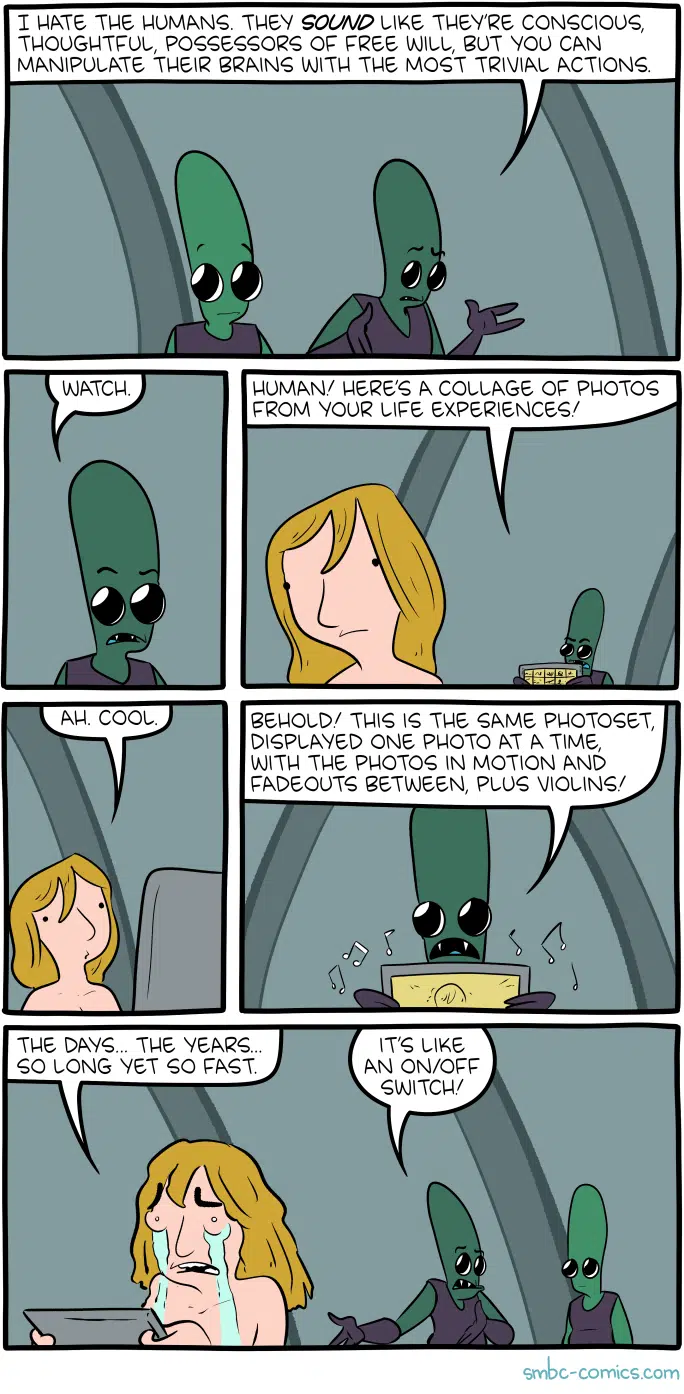 I HATE THE HUMANS. THEY SOUND LIKE THEY'RE CONSCIOUS,
THOUGHTFUL, POSSESSORS OF FREE WILL, BUT YOU CAN
MANIPULATE THEIR BRAINS WITH THE MOST TRIVIAL ACTIONS.
WATCH.
HUMAN! HERE'S A COLLAGE OF PHOTOS
FROM YOUR LIFE EXPERIENCES!
AH. COOL.
BEHOLD! THIS IS THE SAME PHOTOSET,
DISPLAYED ONE PHOTO AT A TIME,
WITH THE PHOTOS IN MOTION AND
FADEOUTS BETWEEN, PLUS VIOLINS!
THE DAYS... THE YEARS...
SO LONG YET SO FAST.
IT'S LIKE
AN ON/OFF
SWITCH!
smbc-comics.com